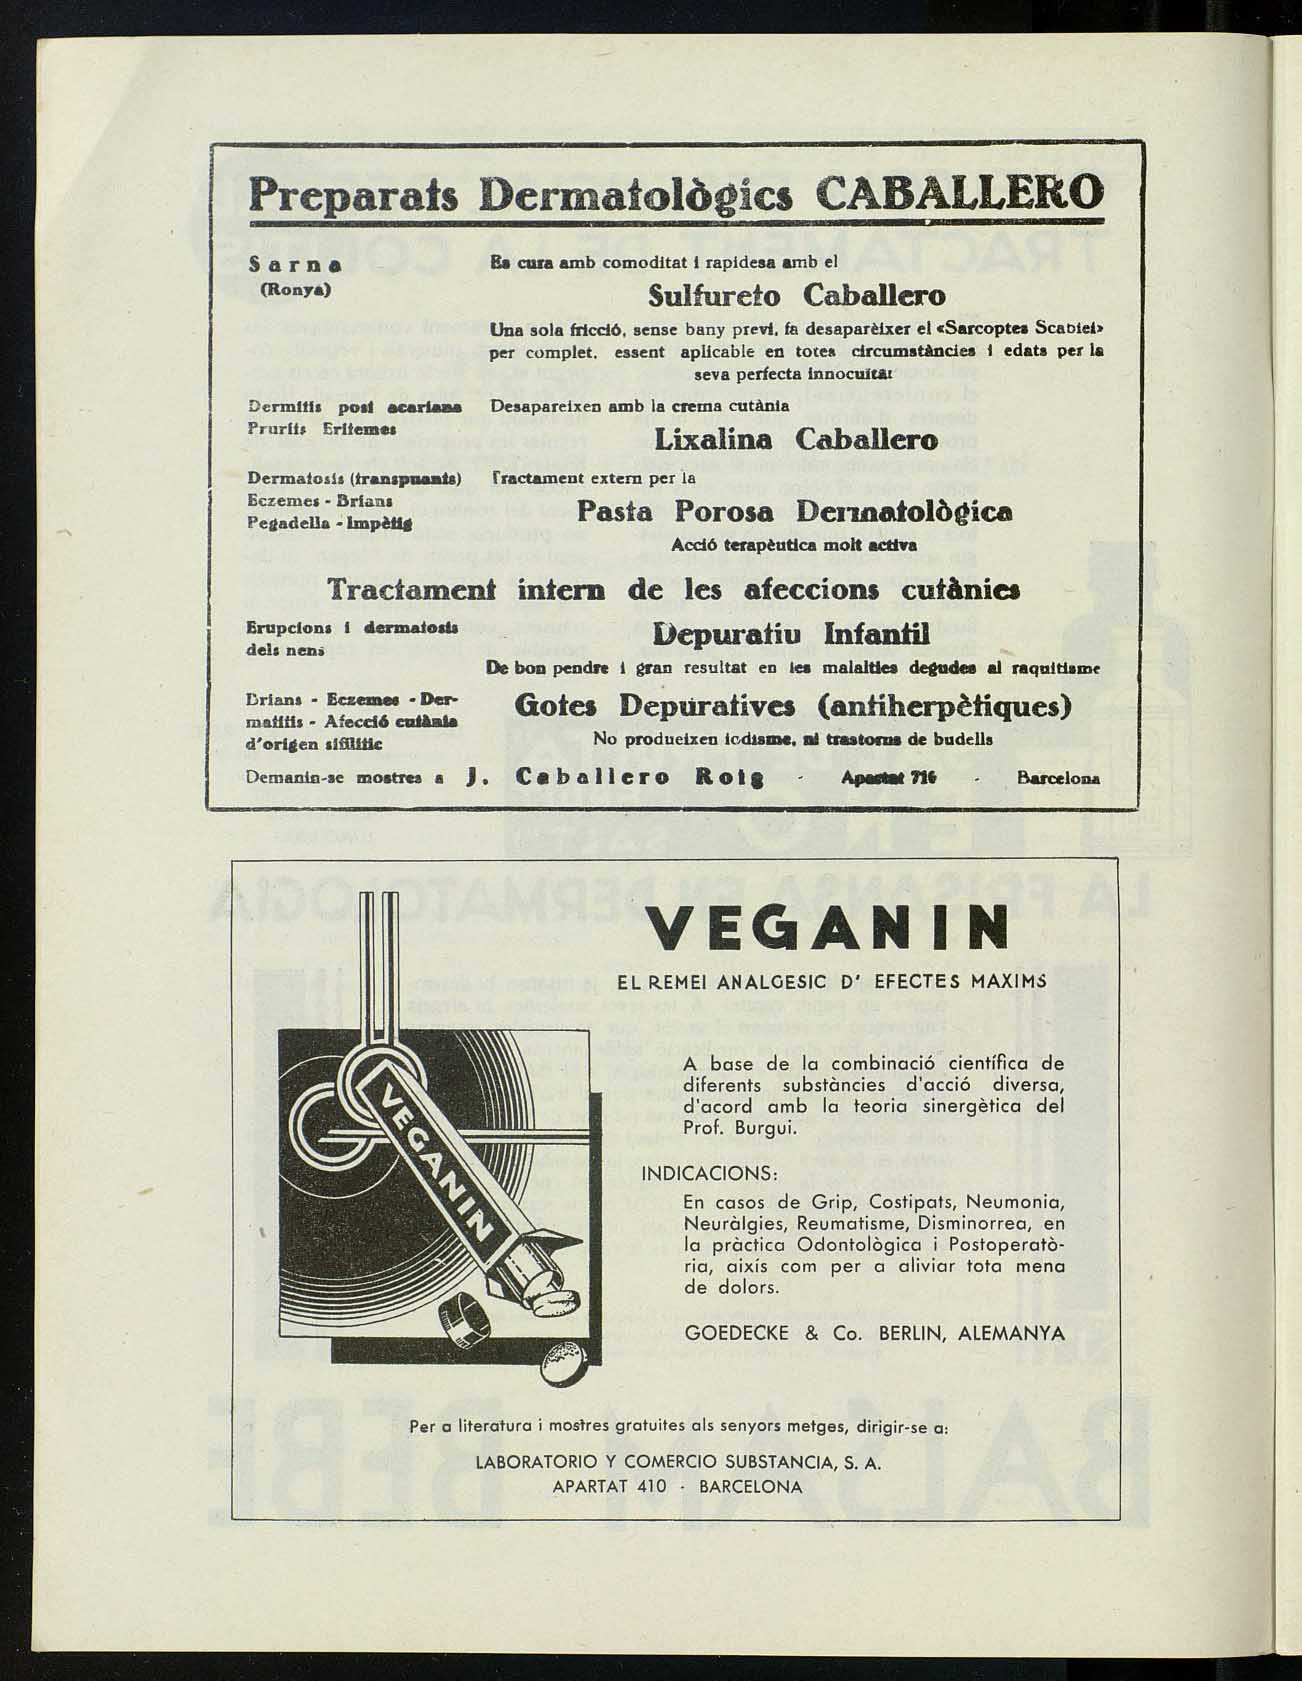 Preparats Dermatològics CABALLERO
Sarna
(Ronya)
Es cura amb comoditat i rapidesa amb el
Sulfureto Caballero
Una sola fricció, sense bany previ, fa desaparèixer el «Sarcoptes Scabiei»
per complet, essent aplicable en totes circumstàncies i edats per la
seva perfecta innocuitat
Dermitis post acariana
Prurits Eritemes
Desapareixen amb la crema cutània
Lixalina Caballero
Dermatosis (transpuants)
Eczemes - Brians
Pegadella - Impètig
Tractament extern per la
Pasta Porosa Dermatològica
Acció terapèutica molt activa
Tractament intern de les afeccions cutànies
Erupcions i dermatosis
dels nens
Depuratiu Infantil
De bon pendre i gran resultat en les malalties degudes al raquitisme
Brians - Eczemes - Der-
matitis - Afecció cutània
d'origen sifilític
Gotes Depuratives (antiherpètiques)
No produeixen iodisme, ni trastorns de budells
Demanin-se mostres a J. Caballero Roig - Apartat 716 - Barcelona
VEGANIN
EL REMEI ANALGESIC D' EFECTES MAXIMS
VEGANIN
A base de la combinació científica de
diferents substàncies d'acció diversa,
d'acord amb la teoria sinergètica del
Prof. Burgui.
INDICACIONS:
En casos de Grip, Costipats, Neumonia,
Neuràlgies, Reumatisme, Disminorrea, en
la pràctica Odontològica i Postoperatò-
ria, aixís com per a aliviar tota mena
de dolors.
GOEDECKE & Co. BERLIN, ALEMANYA
Per a literatura i mostres gratuites als senyors metges, dirigir-se a:
LABORATORIO Y COMERCIO SUBSTANCIA, S. A.
APARTAT 410 - BARCELONA